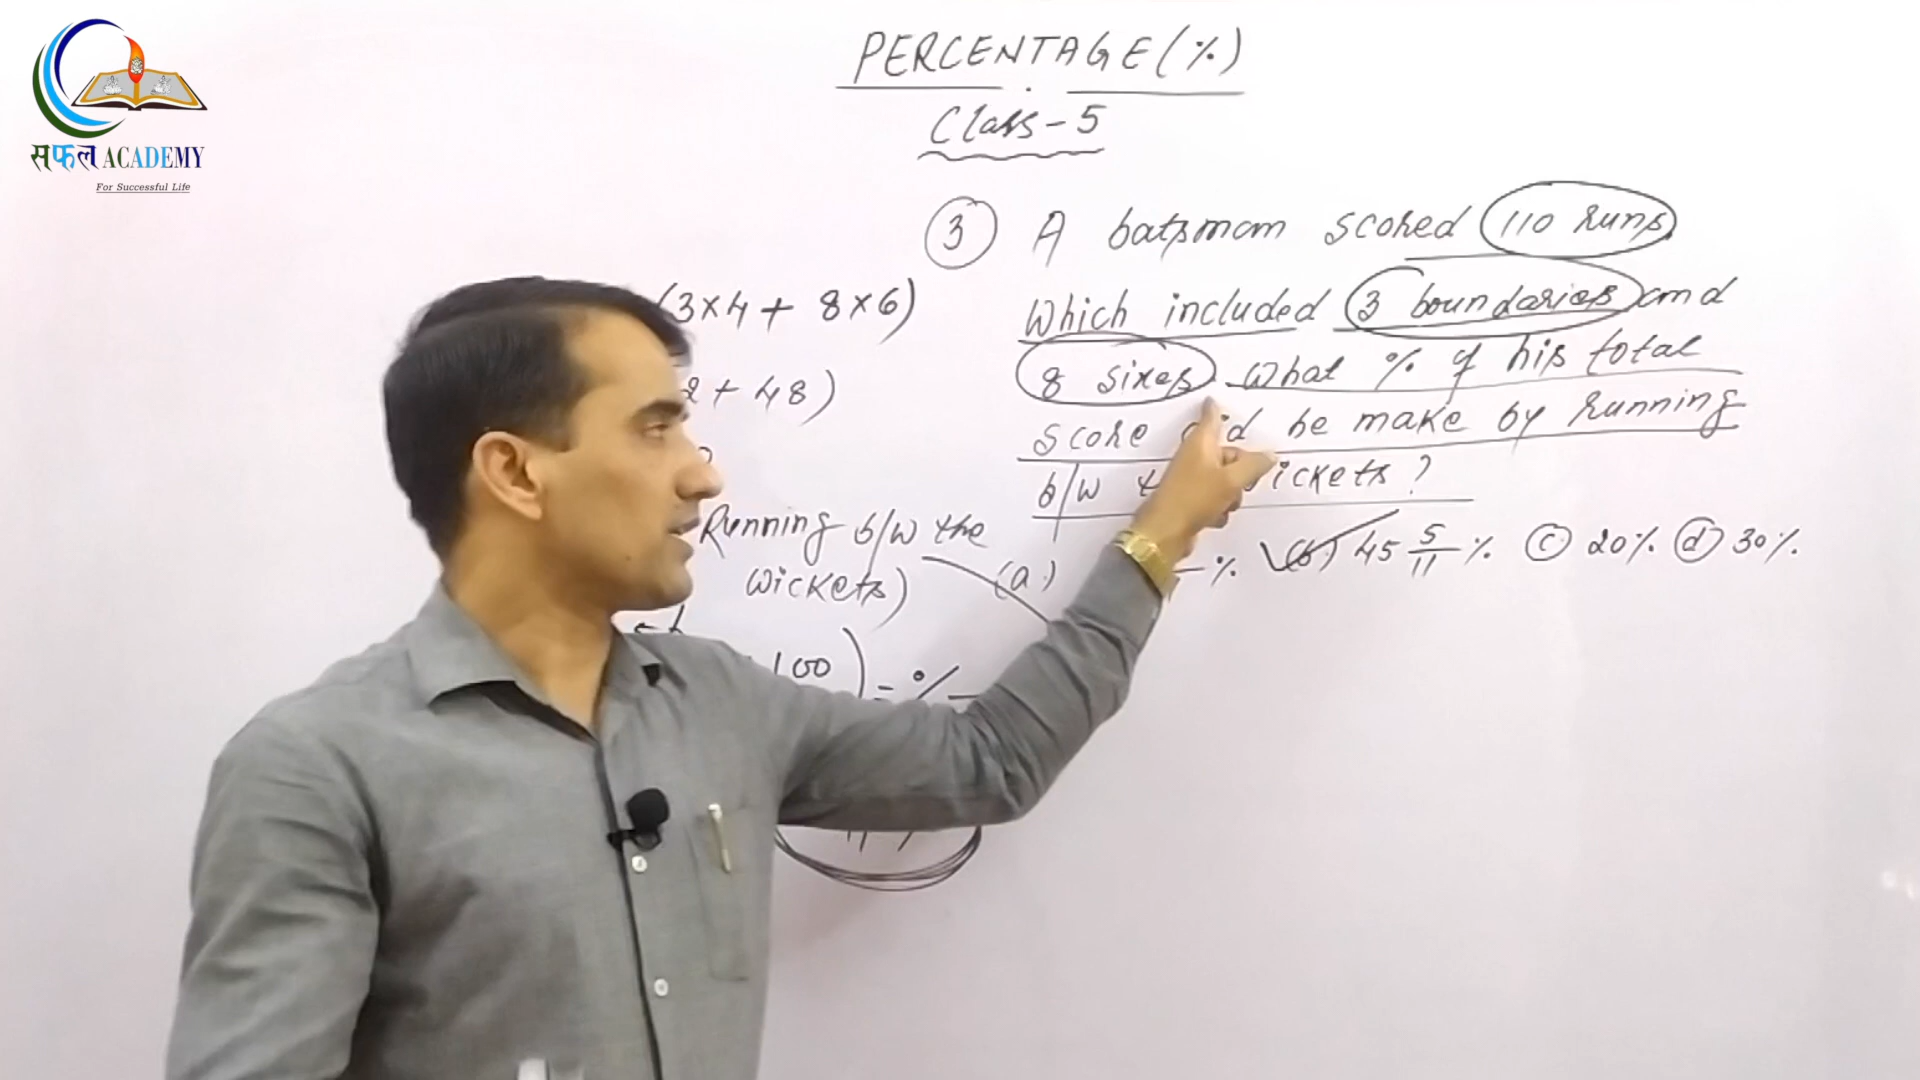 सफल ACADEMY
For Successful Life
PERCENTAGE (%)
Class - 5
③ A batsman scored 110 runs
which included 3 boundaries and
8 sixes. What % of his total
score did he make by running
b/w wickets?
(a.) % (b.) 45 5/11 % (c) 20% (d) 30%.
(3×4 + 8×6)
2 + 48)
Running b/w the
wickets)
100
) = %